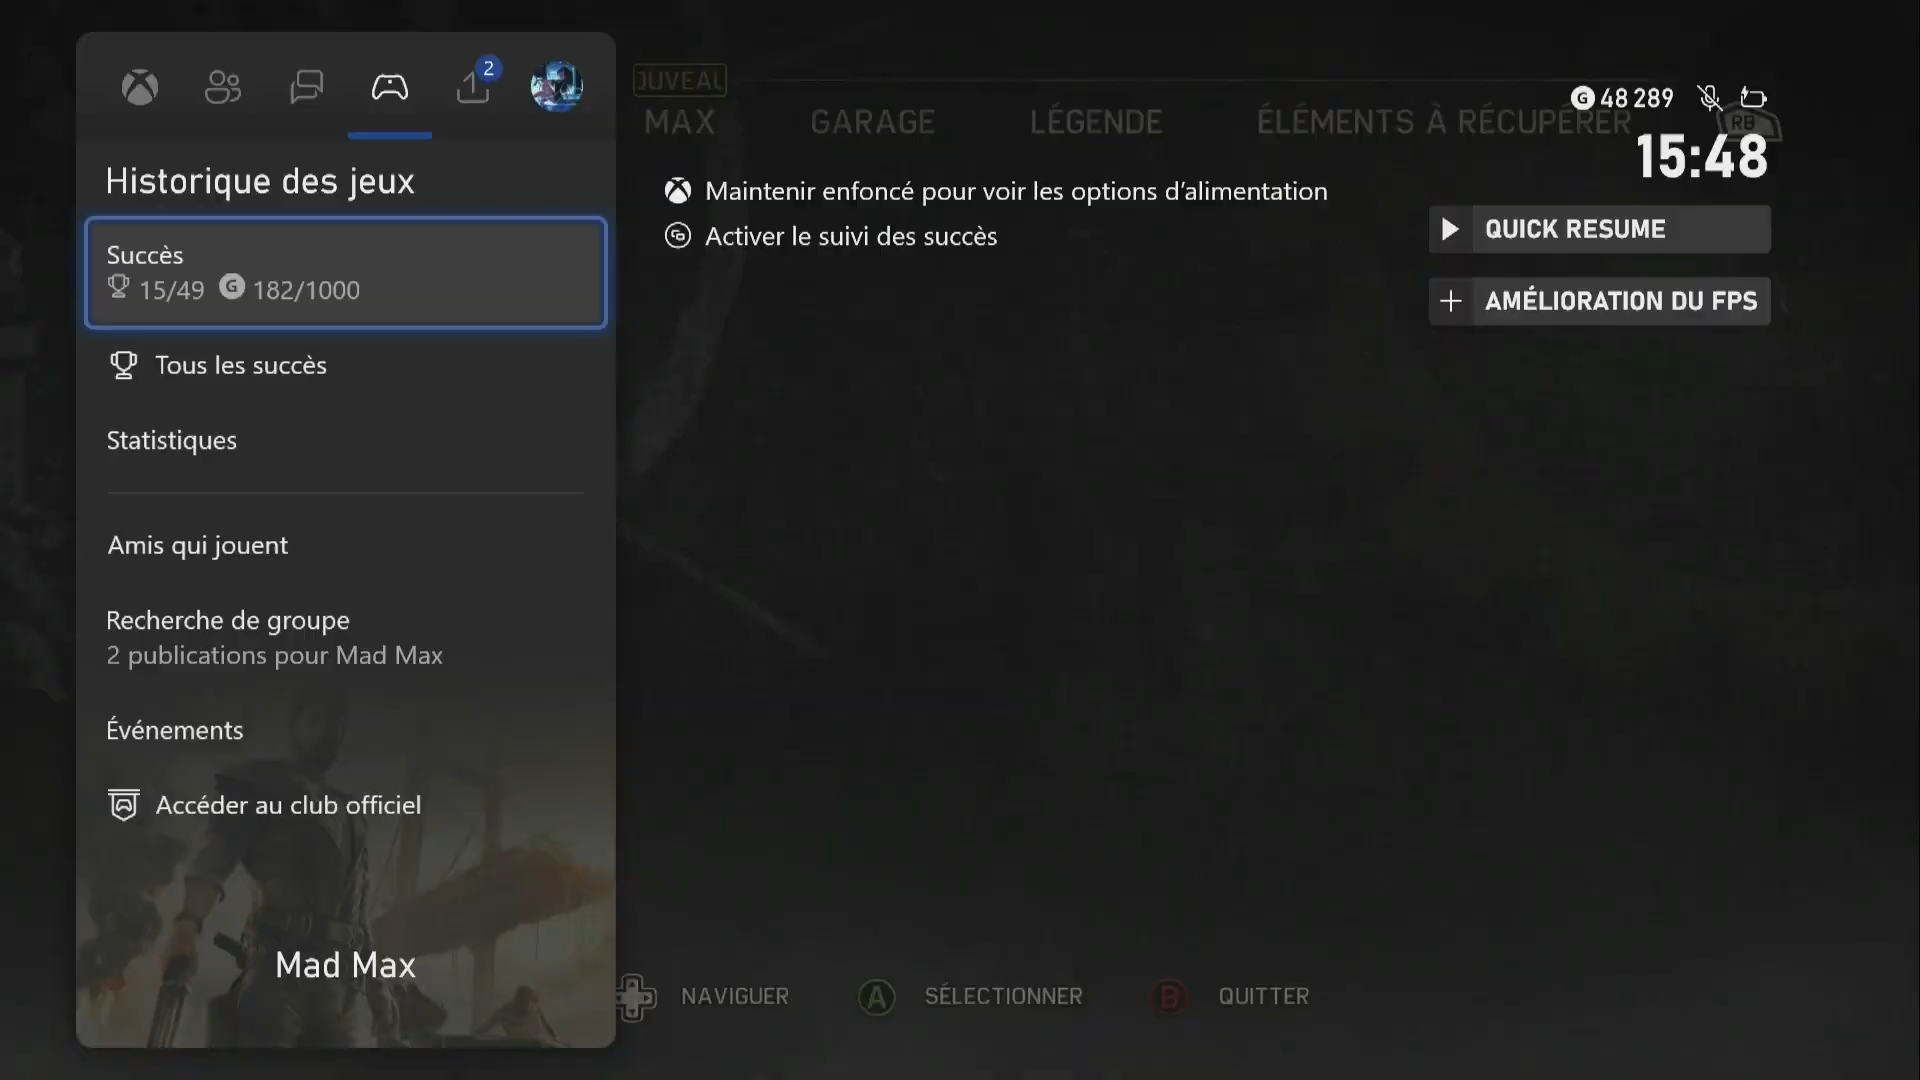 2
Historique des jeux
Succès
15/49 G 182/1000
Tous les succès
Statistiques
Amis qui jouent
Recherche de groupe
2 publications pour Mad Max
Événements
Accéder au club officiel
Mad Max
MAX GARAGE LÉGENDE ÉLÉMENTS À RÉCUPÉRER RB
G 48 289
15:48
Maintenir enfoncé pour voir les options d’alimentation
Activer le suivi des succès
QUICK RESUME
AMÉLIORATION DU FPS
NAVIGUER A SÉLECTIONNER B QUITTER